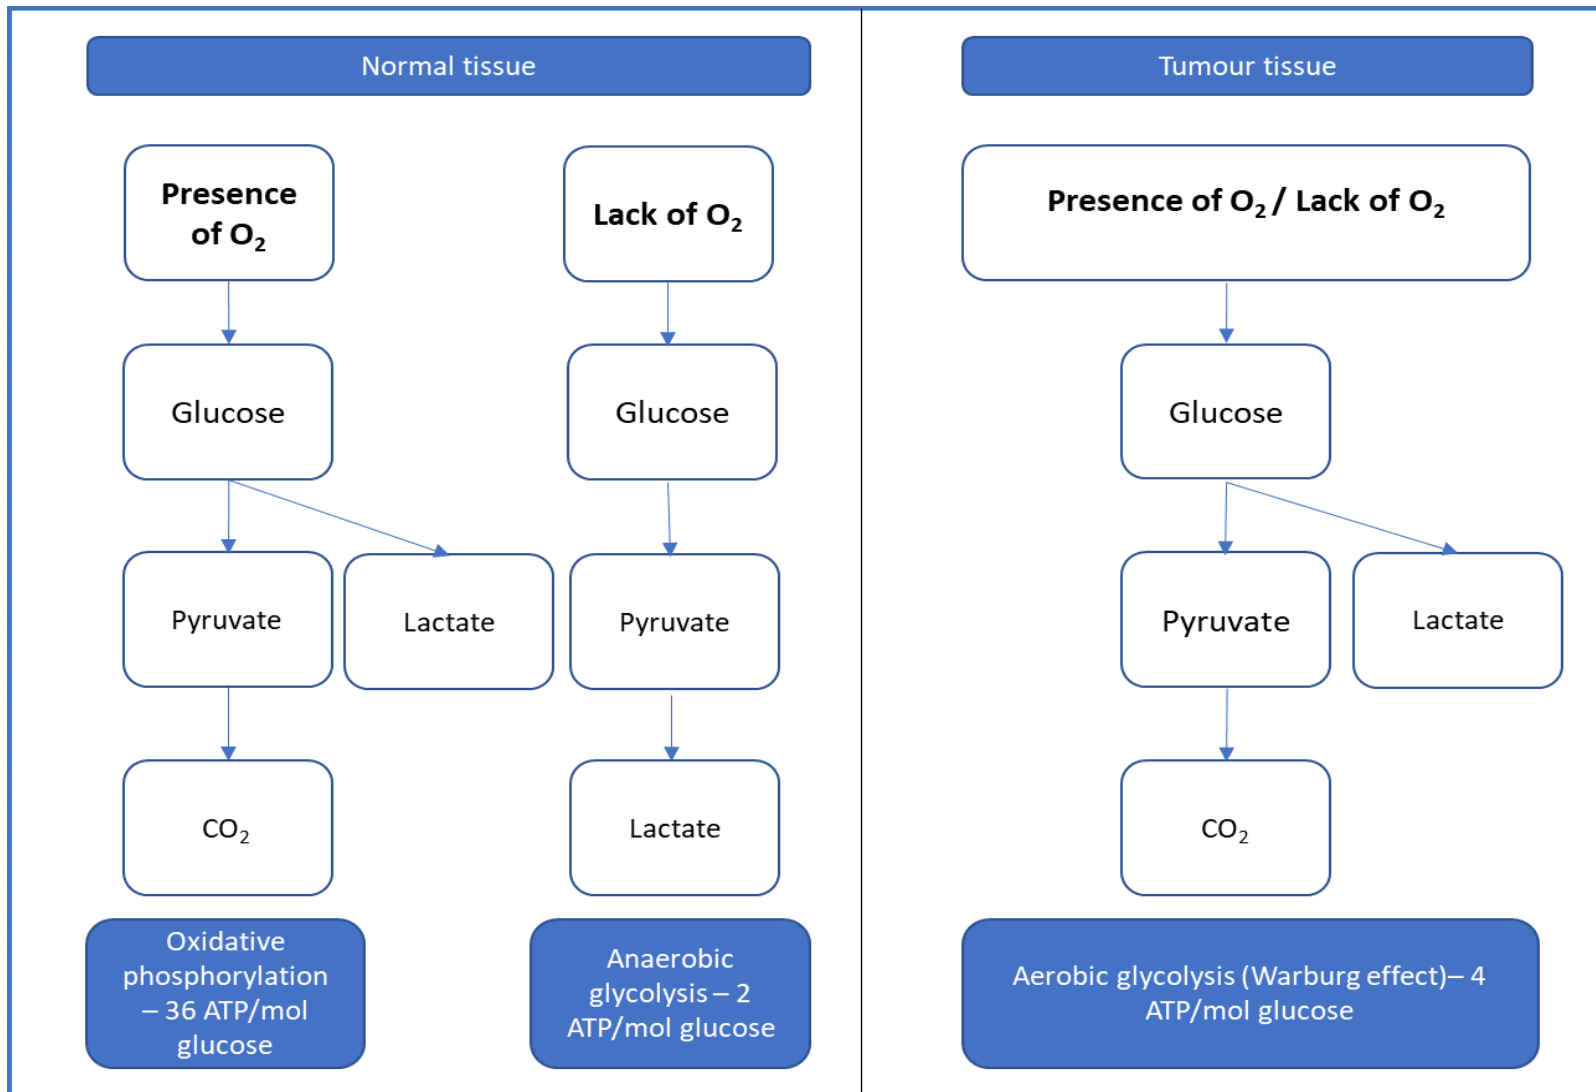 Normal tissue
Presence
of O₂
Lack of O₂
Glucose
Glucose
Pyruvate
Lactate
Pyruvate
CO₂
Lactate
Oxidative
phosphorylation
– 36 ATP/mol
glucose
Anaerobic
glycolysis – 2
ATP/mol glucose
Tumour tissue
Presence of O₂ / Lack of O₂
Glucose
Pyruvate
Lactate
CO₂
Aerobic glycolysis (Warburg effect)– 4
ATP/mol glucose